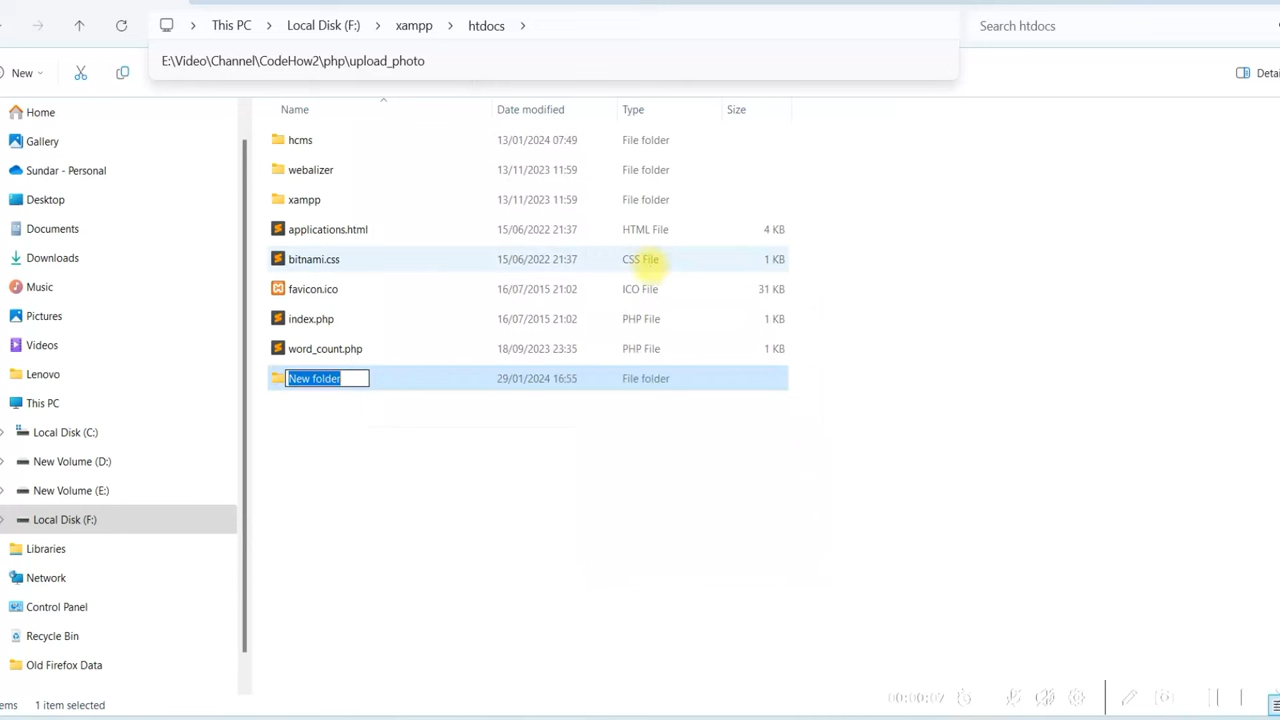 This PC > Local Disk (F:) > xampp > htdocs >
Search htdocs
E:\Video\Channel\CodeHow2\php\upload_photo
New
Detai
Home
Gallery
Sundar - Personal
Desktop
Documents
Downloads
Music
Pictures
Videos
Lenovo
This PC
Local Disk (C:)
New Volume (D:)
New Volume (E:)
Local Disk (F:)
Libraries
Network
Control Panel
Recycle Bin
Old Firefox Data
Name Date modified Type Size
hcms 13/01/2024 07:49 File folder
webalizer 13/11/2023 11:59 File folder
xampp 13/11/2023 11:59 File folder
applications.html 15/06/2022 21:37 HTML File 4 KB
bitnami.css 15/06/2022 21:37 CSS File 1 KB
favicon.ico 16/07/2015 21:02 ICO File 31 KB
index.php 16/07/2015 21:02 PHP File 1 KB
word_count.php 18/09/2023 23:35 PHP File 1 KB
New folder 29/01/2024 16:55 File folder
ems 1 item selected
00:00:07